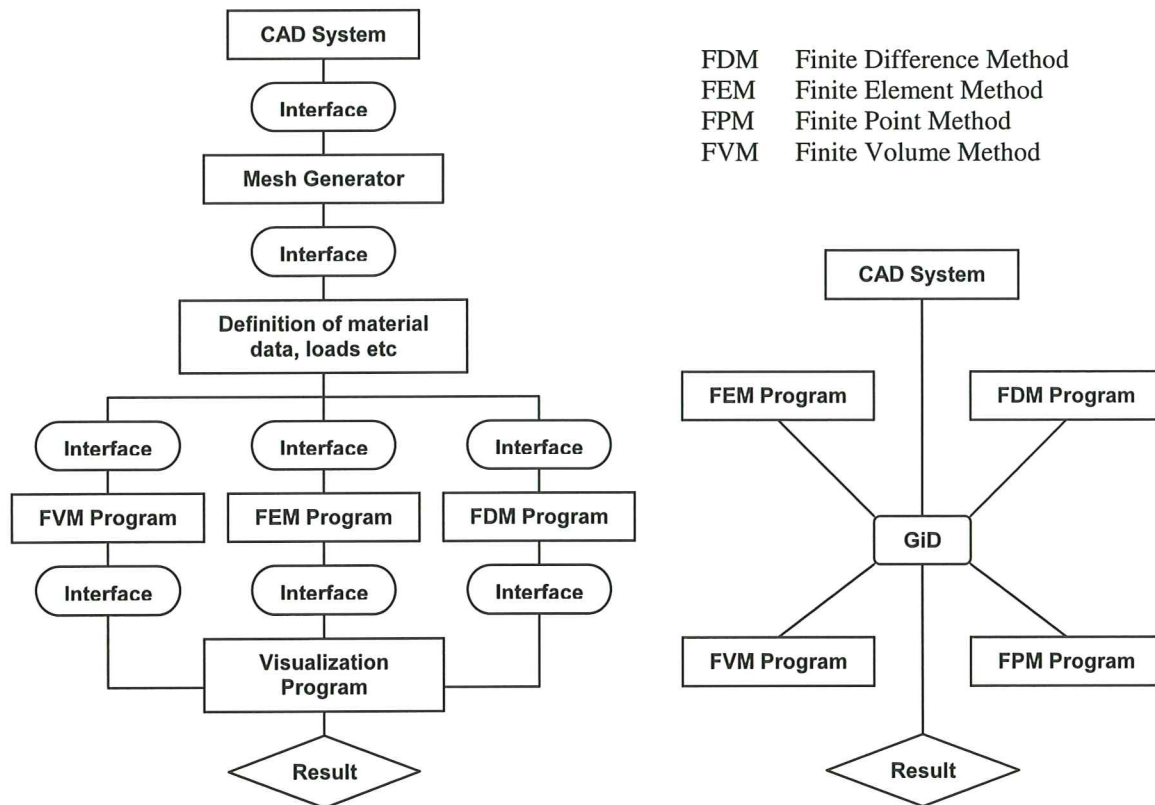 CAD System
Interface
Mesh Generator
Interface
Definition of material
data, loads etc
Interface
Interface
Interface
FVM Program
FEM Program
FDM Program
Interface
Interface
Interface
Visualization
Program
Result
FDM Finite Difference Method
FEM Finite Element Method
FPM Finite Point Method
FVM Finite Volume Method
CAD System
FEM Program
FDM Program
GiD
FVM Program
FPM Program
Result